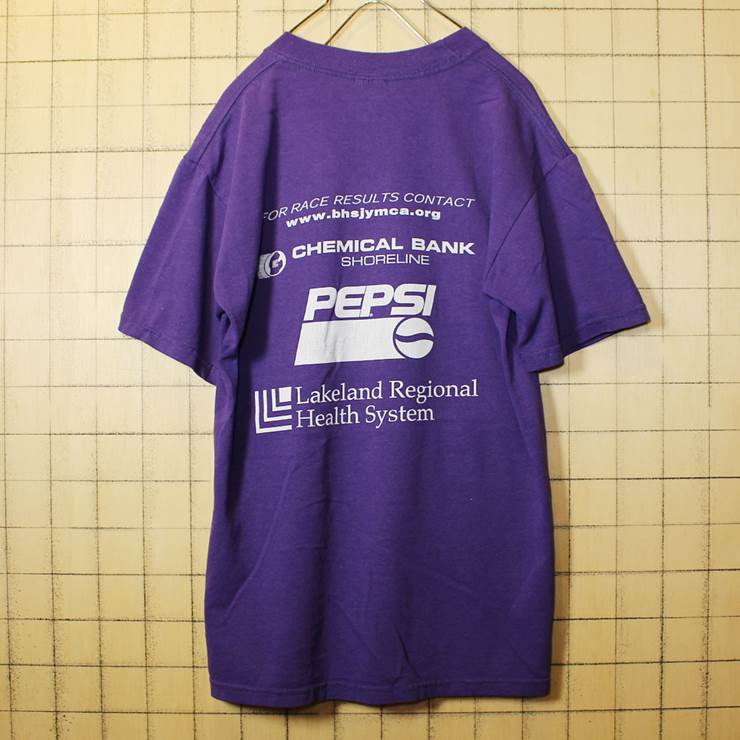 FOR RACE RESULTS CONTACT
www.bhsjymca.org
CHEMICAL BANK
SHORELINE
PEPSI
Lakeland Regional
Health System